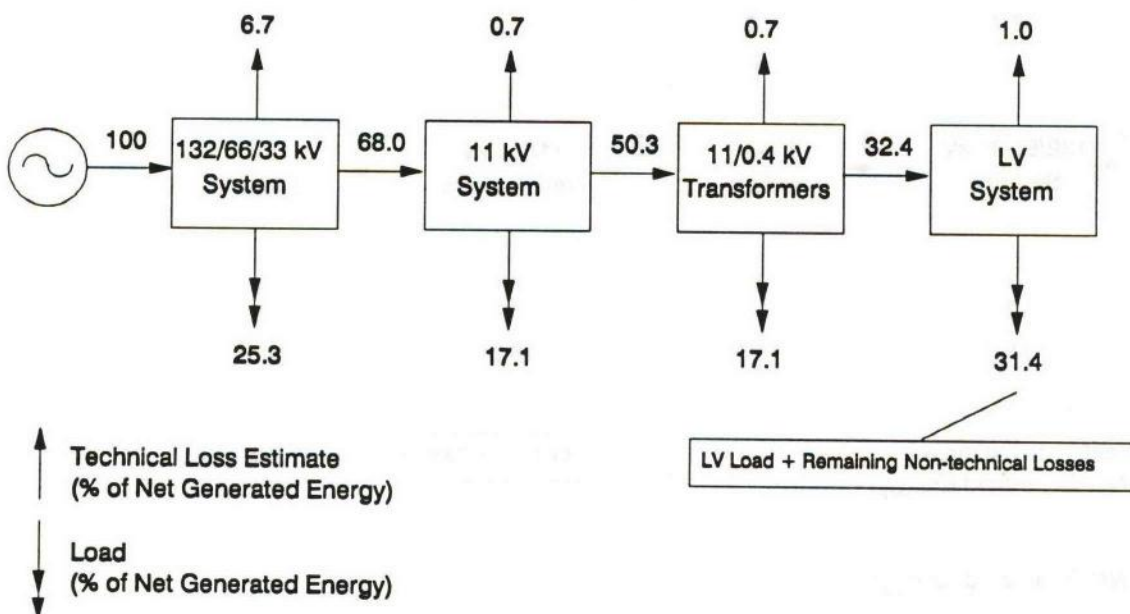 6.7 0.7 0.7 1.0
100 132/66/33 kV 68.0 11 kV 50.3 11/0.4 kV 32.4 LV
System System Transformers System
25.3 17.1 17.1 31.4
Technical Loss Estimate
(% of Net Generated Energy)
LV Load + Remaining Non-technical Losses
Load
(% of Net Generated Energy)